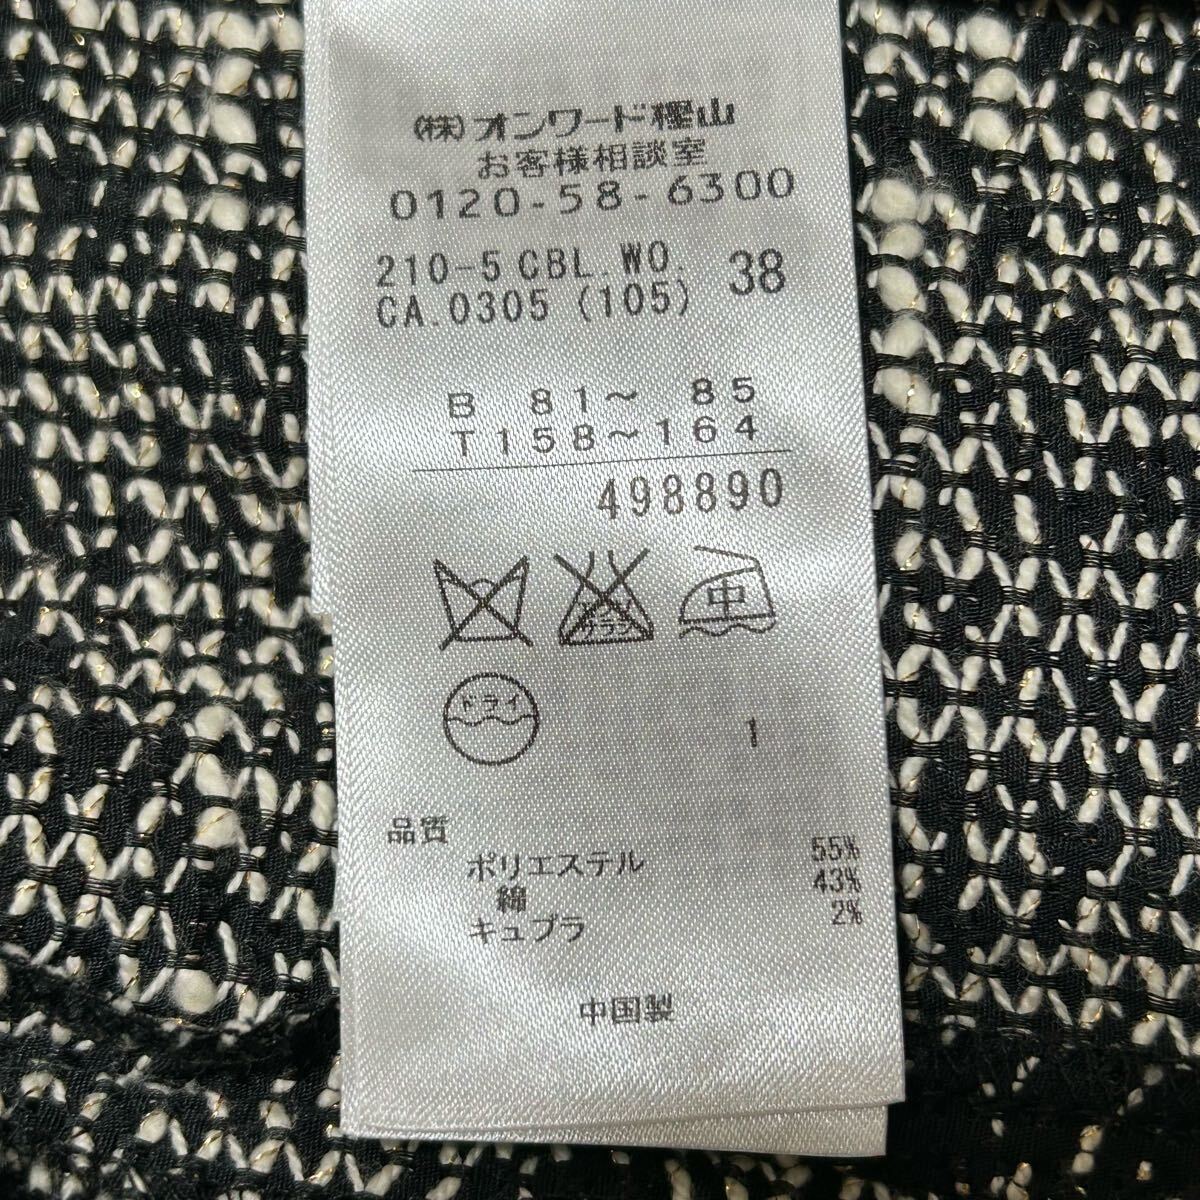 (株)オンワード樫山
お客様相談室
0120-58-6300
210-5 CBL.WO. 38
CA.0305 (105)
B 81〜 85
T158〜164
498890
中
ドライ
1
品質
ポリエステル 55%
綿 43%
キュプラ 2%
中国製